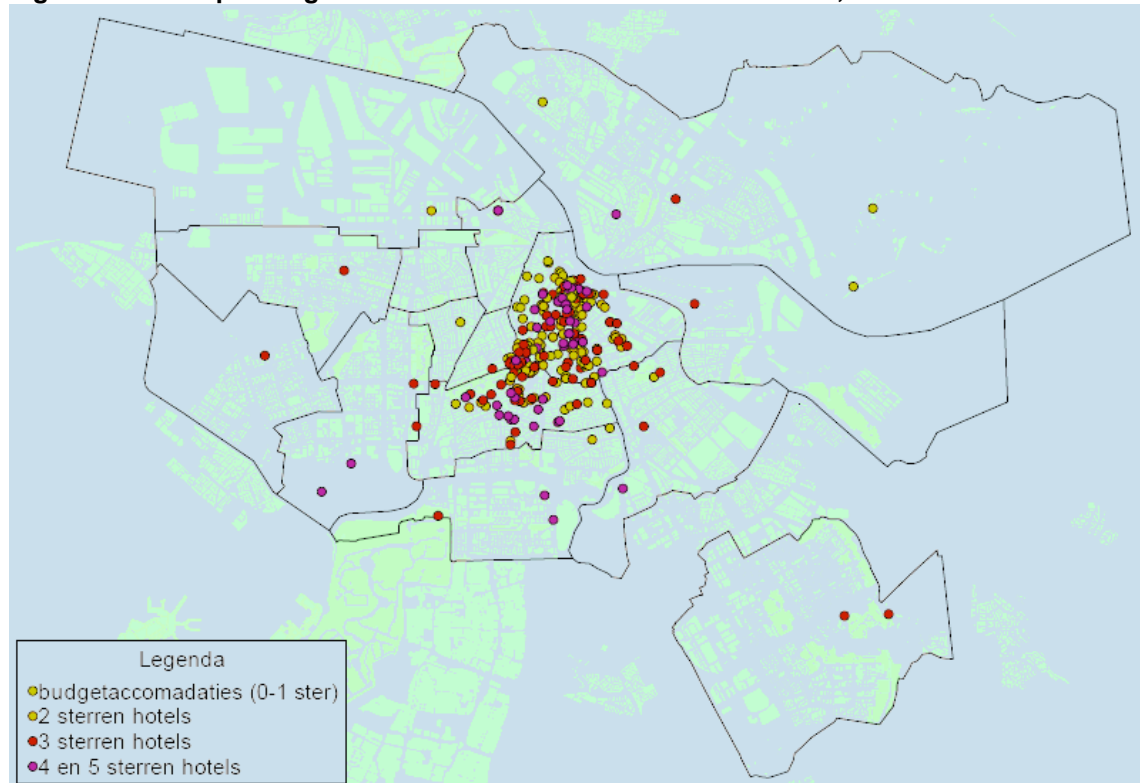 Legenda
budgetaccomadaties (0-1 ster)
2 sterren hotels
3 sterren hotels
4 en 5 sterren hotels